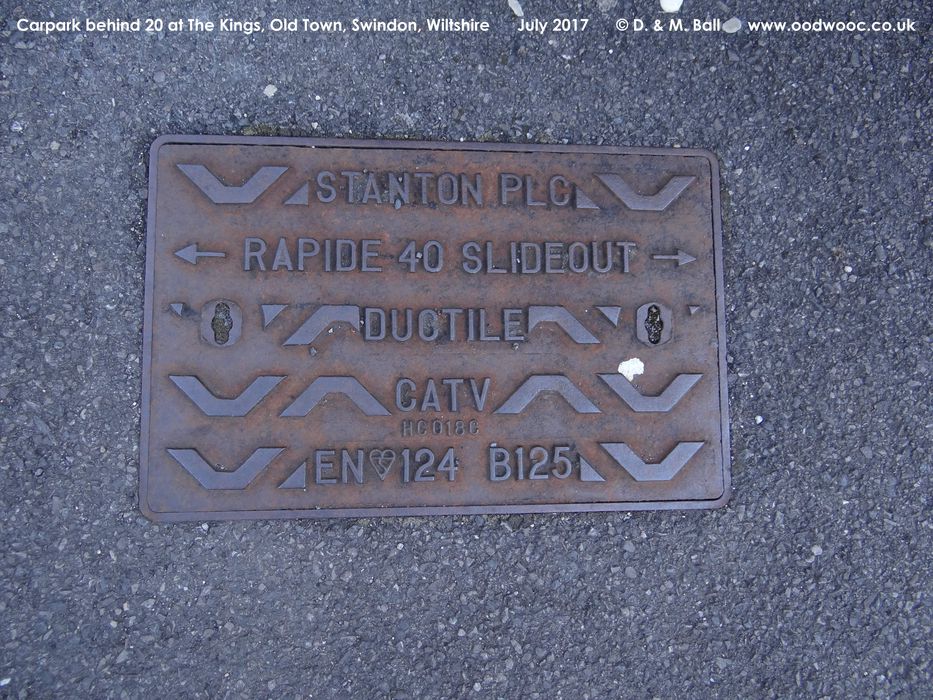 Carpark behind 20 at The Kings, Old Town, Swindon, Wiltshire July 2017 © D. & M. Ball www.oodwooc.co.uk
STANTON PLC
RAPIDE 40 SLIDEOUT
DUCTILE
CATV
HC018C
EN 124 B125